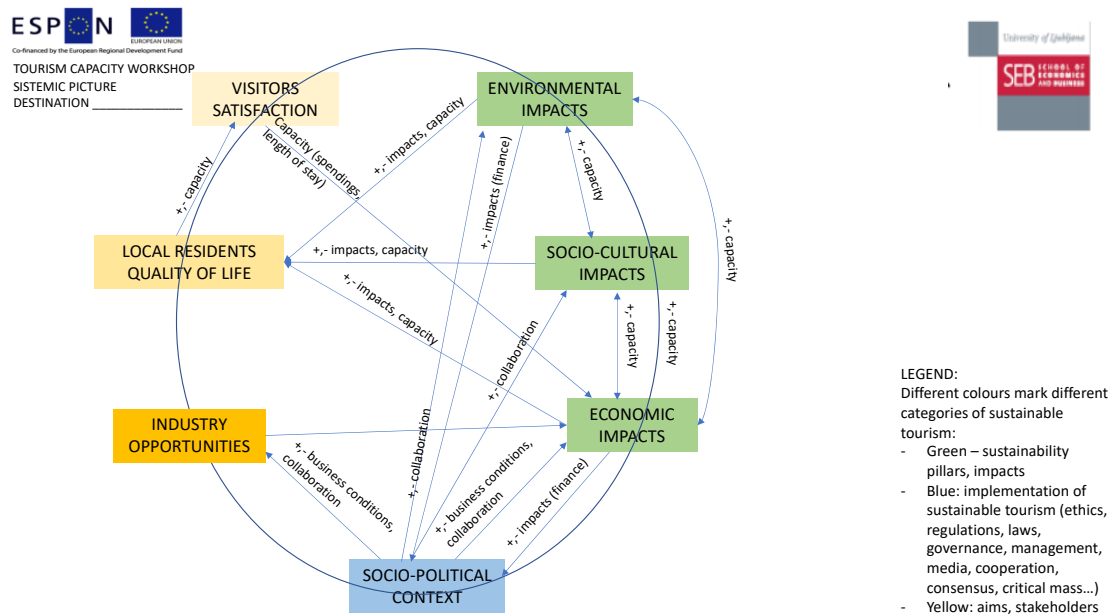 ESPON
EUROPEAN UNION
Co-financed by the European Regional Development Fund
TOURISM CAPACITY WORKSHOP
SISTEMIC PICTURE
DESTINATION _____________
University of Ljubljana
SEB SCHOOL OF
ECONOMICS
AND BUSINESS
VISITORS
SATISFACTION
ENVIRONMENTAL
IMPACTS
Capacity (spendings,
length of stay)
+,- impacts, capacity
+,- capacity
+,- impacts (finance)
+,- capacity
LOCAL RESIDENTS
QUALITY OF LIFE
+,- impacts, capacity
SOCIO-CULTURAL
IMPACTS
+,- capacity
+,- impacts, capacity
+,- collaboration
+,- capacity
+,- capacity
INDUSTRY
OPPORTUNITIES
ECONOMIC
IMPACTS
+,- business conditions,
collaboration
+,- collaboration
+,- business conditions,
collaboration
+,- impacts (finance)
SOCIO-POLITICAL
CONTEXT
LEGEND:
Different colours mark different
categories of sustainable
tourism:
- Green – sustainability
pillars, impacts
- Blue: implementation of
sustainable tourism (ethics,
regulations, laws,
governance, management,
media, cooperation,
consensus, critical mass…)
- Yellow: aims, stakeholders